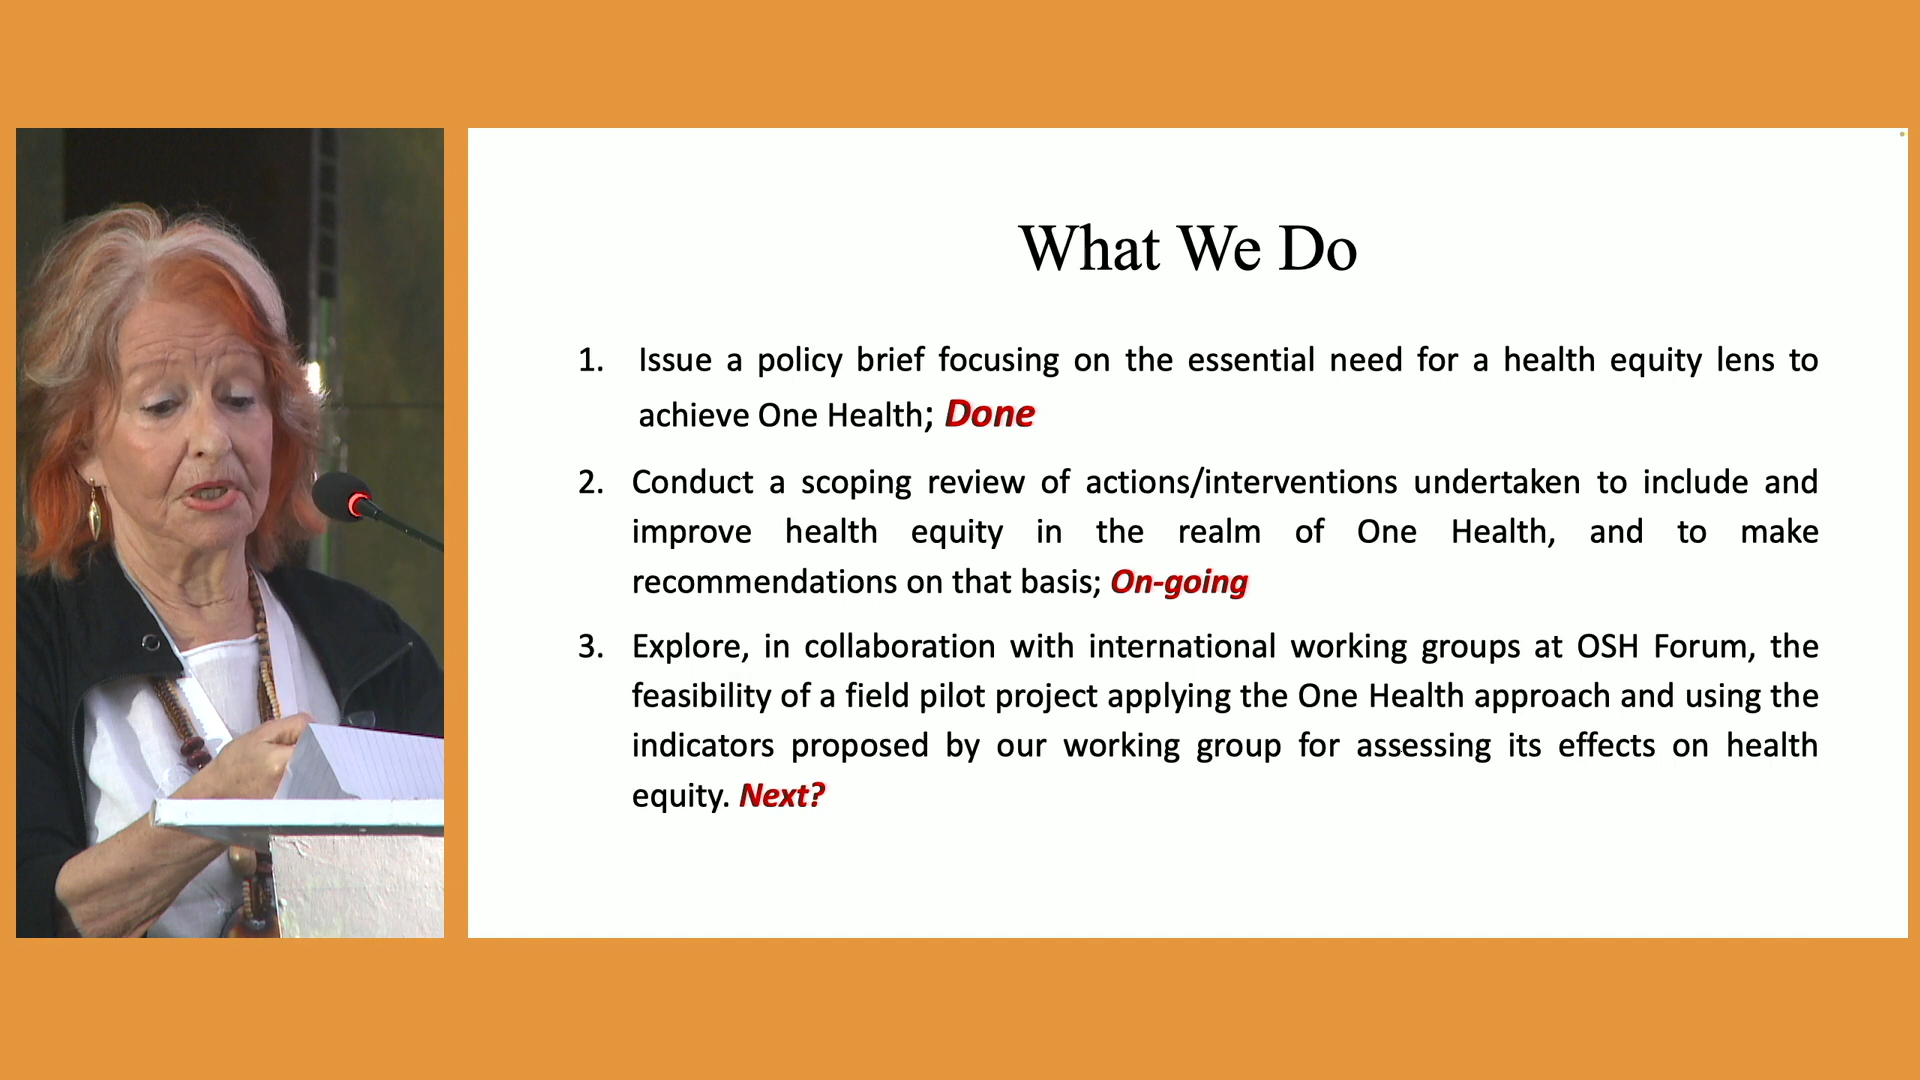 What We Do
1. Issue a policy brief focusing on the essential need for a health equity lens to
achieve One Health; Done
2. Conduct a scoping review of actions/interventions undertaken to include and
improve health equity in the realm of One Health, and to make
recommendations on that basis; On-going
3. Explore, in collaboration with international working groups at OSH Forum, the
feasibility of a field pilot project applying the One Health approach and using the
indicators proposed by our working group for assessing its effects on health
equity. Next?